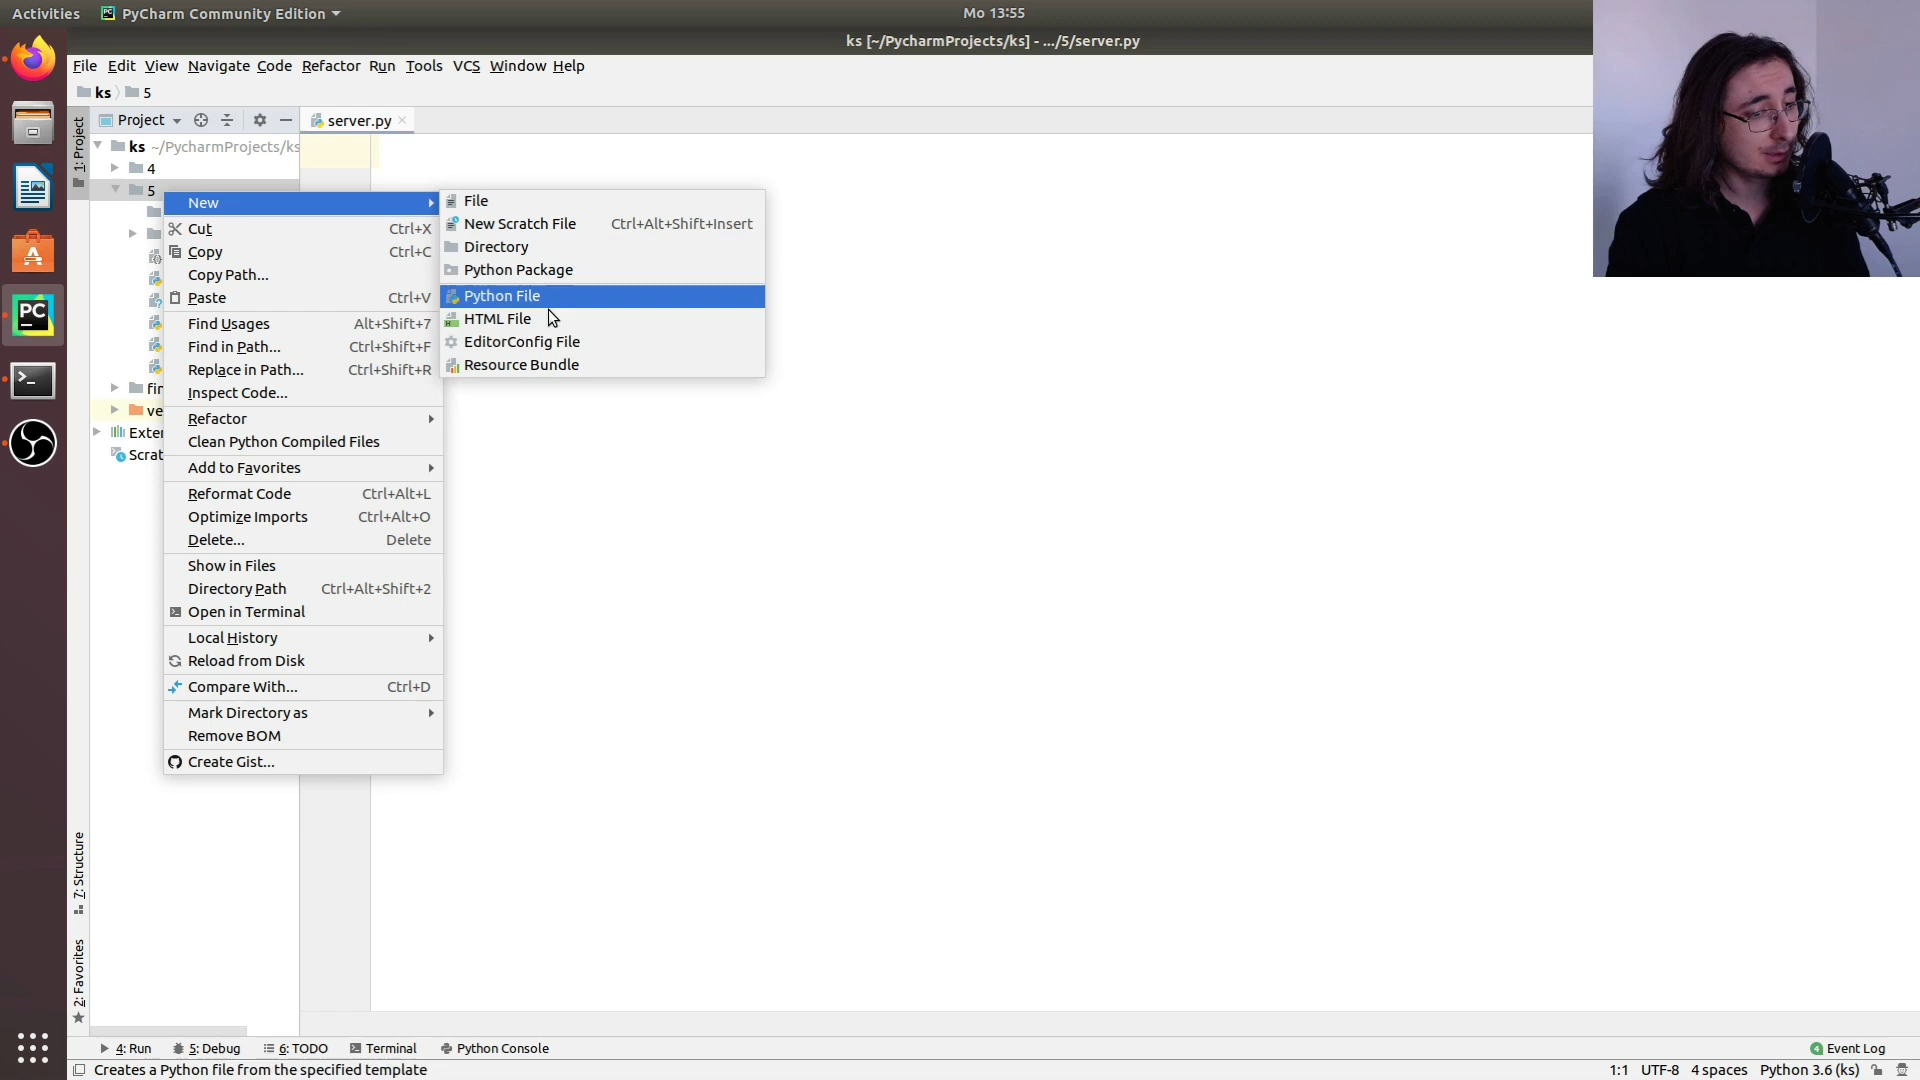 Activities PyCharm Community Edition Mo 13:55
ks [~/PycharmProjects/ks] - .../5/server.py
File Edit View Navigate Code Refactor Run Tools VCS Window Help
ks 5
Project server.py
1: Project
ks ~/PycharmProjects/ks
4
5
fin
ve
Exter
Scrat
New
Cut Ctrl+X
Copy Ctrl+C
Copy Path...
Paste Ctrl+V
Find Usages Alt+Shift+7
Find in Path... Ctrl+Shift+F
Replace in Path... Ctrl+Shift+R
Inspect Code...
Refactor
Clean Python Compiled Files
Add to Favorites
Reformat Code Ctrl+Alt+L
Optimize Imports Ctrl+Alt+O
Delete... Delete
Show in Files
Directory Path Ctrl+Alt+Shift+2
Open in Terminal
Local History
Reload from Disk
Compare With... Ctrl+D
Mark Directory as
Remove BOM
Create Gist...
File
New Scratch File Ctrl+Alt+Shift+Insert
Directory
Python Package
Python File
HTML File
EditorConfig File
Resource Bundle
7: Structure
2: Favorites
4: Run 5: Debug 6: TODO Terminal Python Console 4 Event Log
Creates a Python file from the specified template 1:1 UTF-8 4 spaces Python 3.6 (ks)
PC